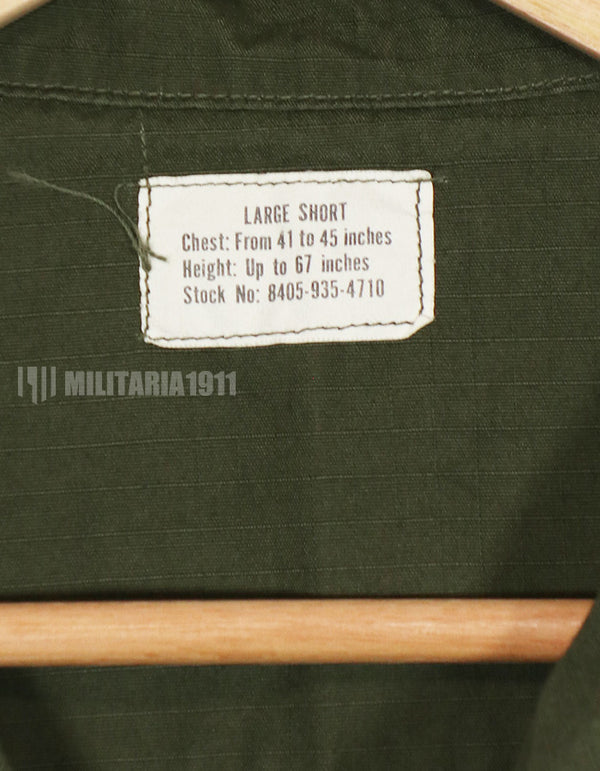 LARGE SHORT
Chest: From 41 to 45 inches
Height: Up to 67 inches
Stock No: 8405-935-4710
MILITARIA1911